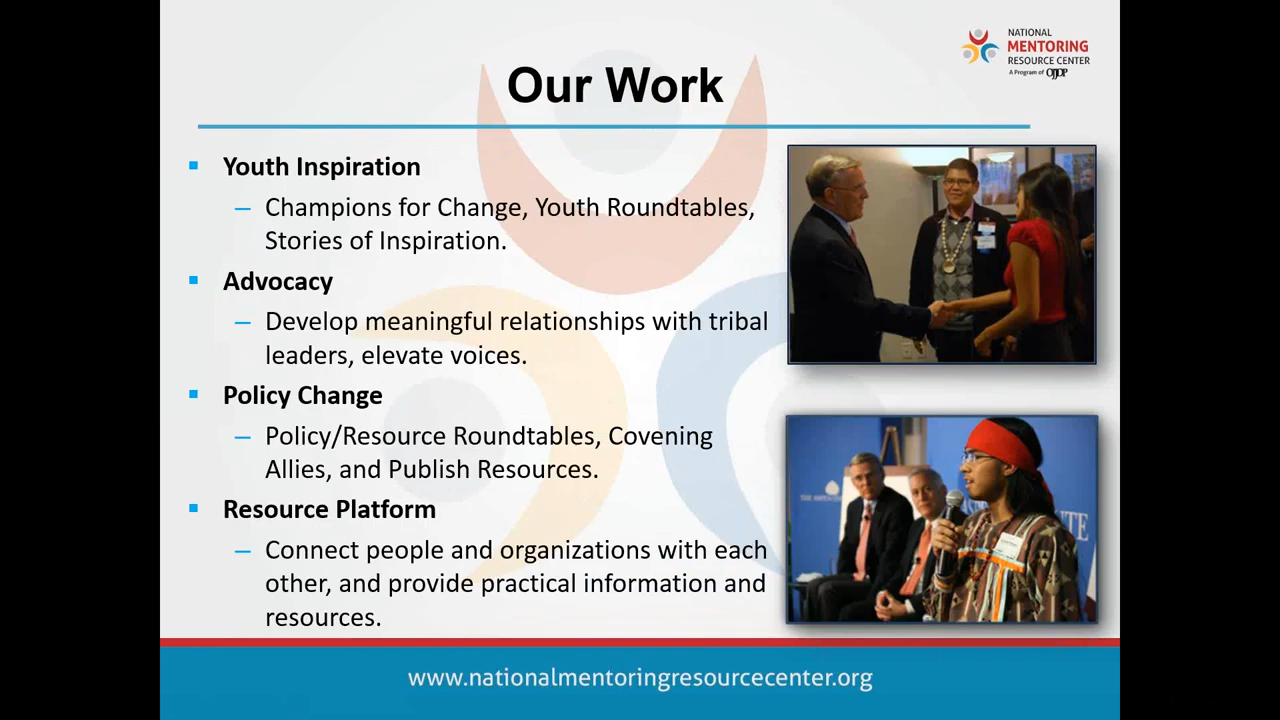 NATIONAL
MENTORING
RESOURCE CENTER
A Program of OJJDP
Our Work
Youth Inspiration
– Champions for Change, Youth Roundtables,
Stories of Inspiration.
Advocacy
– Develop meaningful relationships with tribal
leaders, elevate voices.
Policy Change
– Policy/Resource Roundtables, Covening
Allies, and Publish Resources.
Resource Platform
– Connect people and organizations with each
other, and provide practical information and
resources.
THE ASPEN
www.nationalmentoringresourcecenter.org